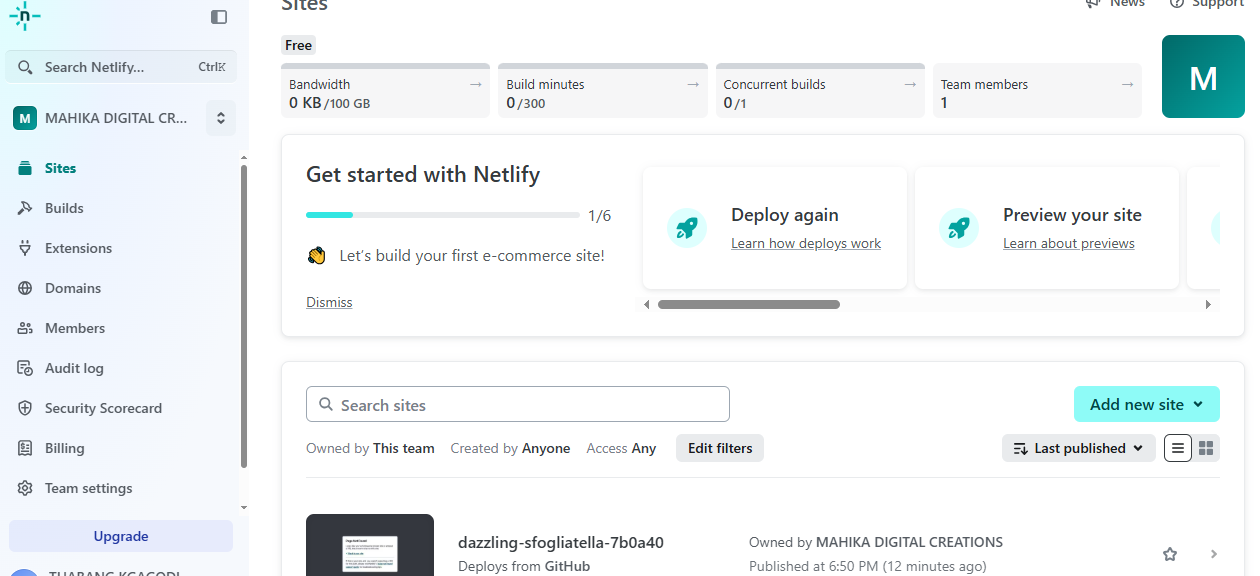 n
Sites
News
Support
Search Netlify...
CtrlK
M
MAHIKA DIGITAL CR...
Sites
Builds
Extensions
Domains
Members
Audit log
Security Scorecard
Billing
Team settings
Upgrade
THABANG KGAGODI
Free
Bandwidth →
0 KB/100 GB
Build minutes →
0/300
Concurrent builds →
0/1
Team members →
1
M
Get started with Netlify
1/6
👏 Let's build your first e-commerce site!
Dismiss
Deploy again
Learn how deploys work
Preview your site
Learn about previews
Search sites
Add new site
Owned by This team Created by Anyone Access Any Edit filters
Last published
dazzling-sfogliatella-7b0a40
Deploys from GitHub
Owned by MAHIKA DIGITAL CREATIONS
Published at 6:50 PM (12 minutes ago)